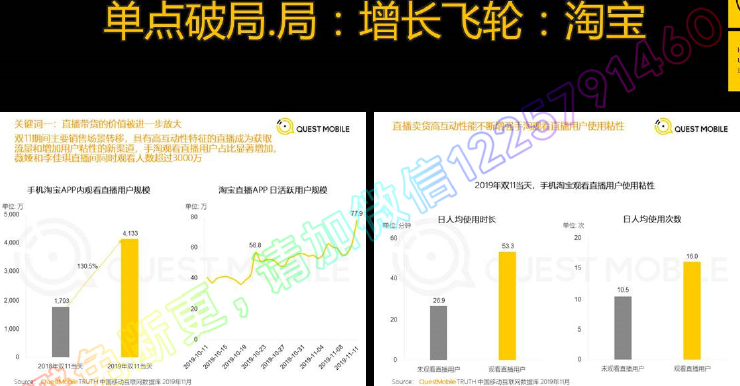 单点破局.局：增长飞轮：淘宝
关键词一：直播带货的价值被进一步放大
双11期间主要销售场景转移，具有高互动性特征的直播成为获取
流量和增加用户粘性的新渠道，手淘观看直播用户占比显著增加，
薇娅和李佳琪直播间同时观看人数超过3000万
QUEST MOBILE
手机淘宝APP内观看直播用户规模
单位：万
5,000
4,000
3,000
2,000
1,000
0
1,793
130.5%
4,133
2018年双11当天
2019年双11当天
淘宝直播APP 日活跃用户规模
单位：万
80
60
40
20
0
56.8
77.9
2019-10-11
2019-10-15
2019-10-19
2019-10-23
2019-10-27
2019-10-31
2019-11-04
2019-11-08
2019-11-11
QUEST MOBILE
Source： QuestMobile TRUTH 中国移动互联网数据库 2019年11月
直播卖货高互动性能不断增强手淘观看直播用户使用粘性
QUEST MOBILE
2019年双11当天，手机淘宝观看直播用户使用粘性
日人均使用时长
单位：分钟
60
40
20
0
26.9
53.3
未观看直播用户
观看直播用户
日人均使用次数
单位：次
20
15
10
5
0
10.5
16.0
未观看直播用户
观看直播用户
QUEST MOBILE
Source： QuestMobile TRUTH 中国移动互联网数据库 2019年11月
更，请加微信1225791460